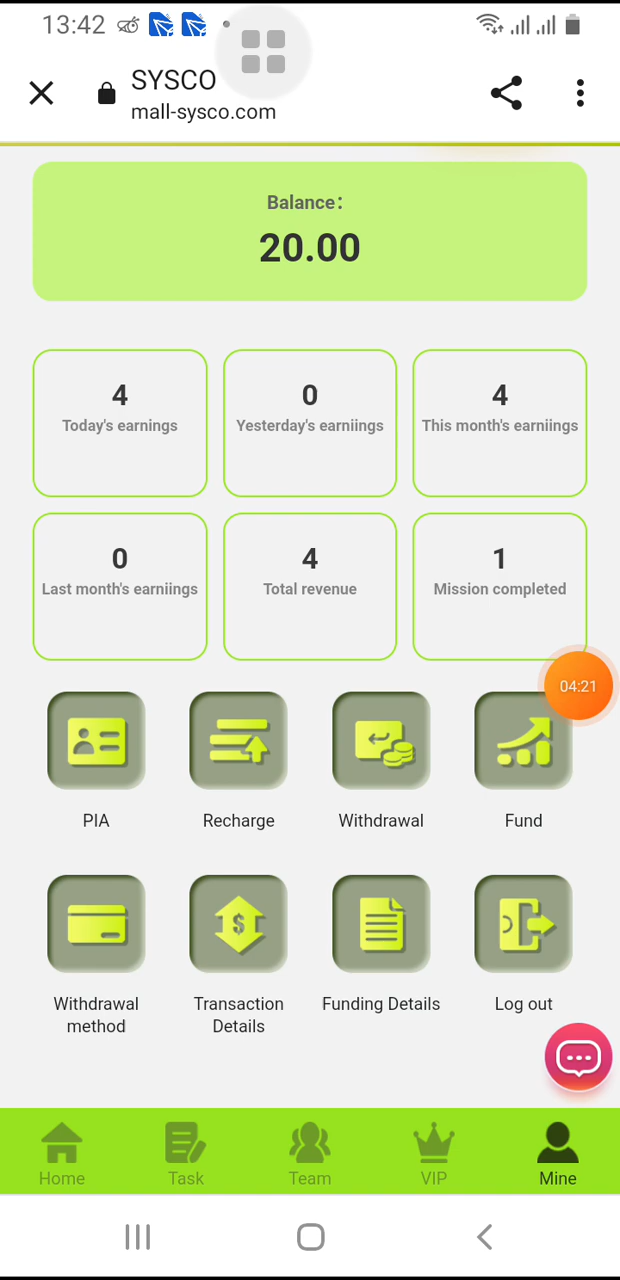 13:42
SYSCO
mall-sysco.com
Balance:
20.00
4
Today's earnings
0
Yesterday's earniings
4
This month's earniings
0
Last month's earniings
4
Total revenue
1
Mission completed
04:21
PIA
Recharge
Withdrawal
Fund
$
Withdrawal
method
Transaction
Details
Funding Details
Log out
Home
Task
Team
VIP
Mine